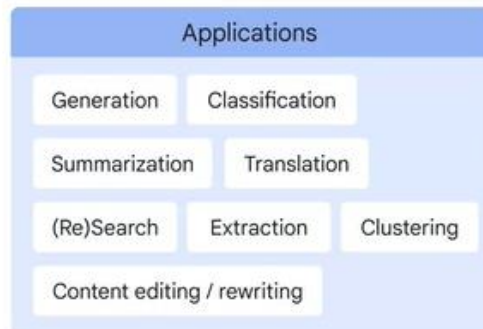 Applications
Generation Classification
Summarization Translation
(Re)Search Extraction Clustering
Content editing / rewriting